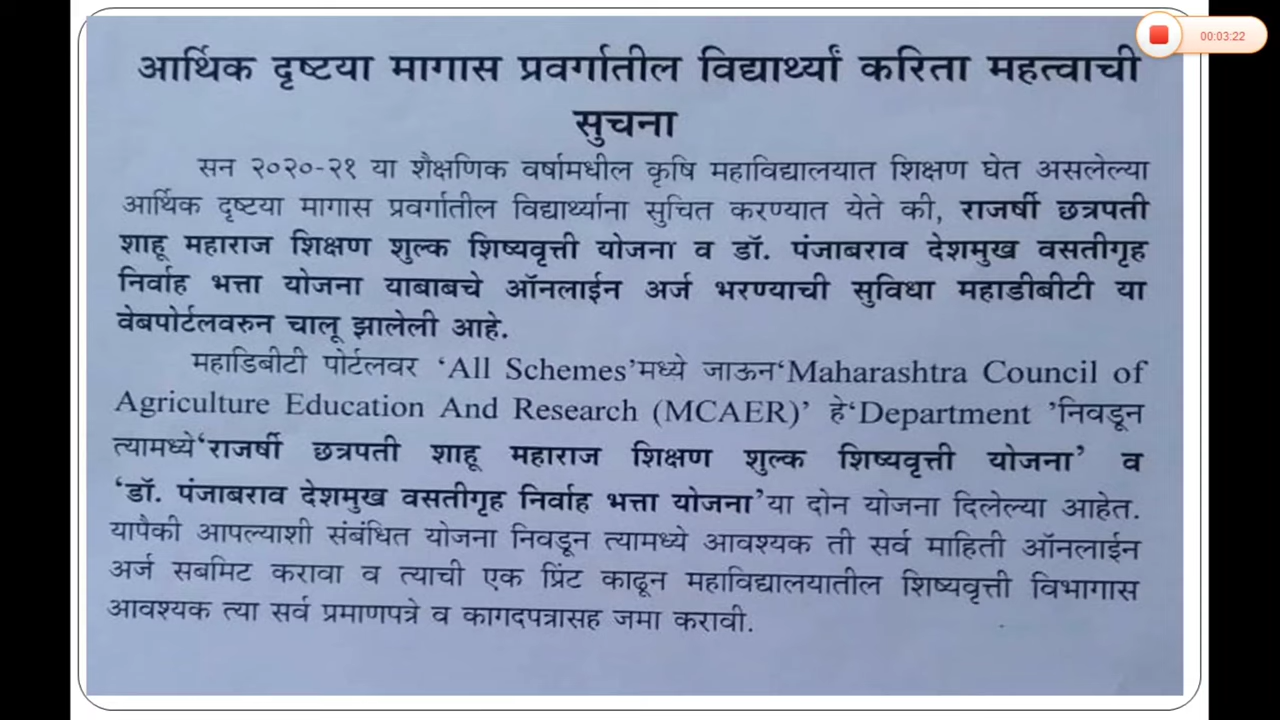 00:03:22
आर्थिक दृष्टया मागास प्रवर्गातील विद्यार्थ्यां करिता महत्वाची
सुचना
सन २०२०-२१ या शैक्षणिक वर्षामधील कृषि महाविद्यालयात शिक्षण घेत असलेल्या
आर्थिक दृष्टया मागास प्रवर्गातील विद्यार्थ्याना सुचित करण्यात येते की, राजर्षी छत्रपती
शाहू महाराज शिक्षण शुल्क शिष्यवृत्ती योजना व डॉ. पंजाबराव देशमुख वसतीगृह
निर्वाह भत्ता योजना याबाबचे ऑनलाईन अर्ज भरण्याची सुविधा महाडीबीटी या
वेबपोर्टलवरुन चालू झालेली आहे.
महाडिबीटी पोर्टलवर ‘All Schemes’मध्ये जाऊन‘Maharashtra Council of
Agriculture Education And Research (MCAER)’ हे‘Department ’निवडून
त्यामध्ये‘राजर्षी छत्रपती शाहू महाराज शिक्षण शुल्क शिष्यवृत्ती योजना’ व
‘डॉ. पंजाबराव देशमुख वसतीगृह निर्वाह भत्ता योजना’या दोन योजना दिलेल्या आहेत.
यापैकी आपल्याशी संबंधित योजना निवडून त्यामध्ये आवश्यक ती सर्व माहिती ऑनलाईन
अर्ज सबमिट करावा व त्याची एक प्रिंट काढून महाविद्यालयातील शिष्यवृत्ती विभागास
आवश्यक त्या सर्व प्रमाणपत्रे व कागदपत्रासह जमा करावी.